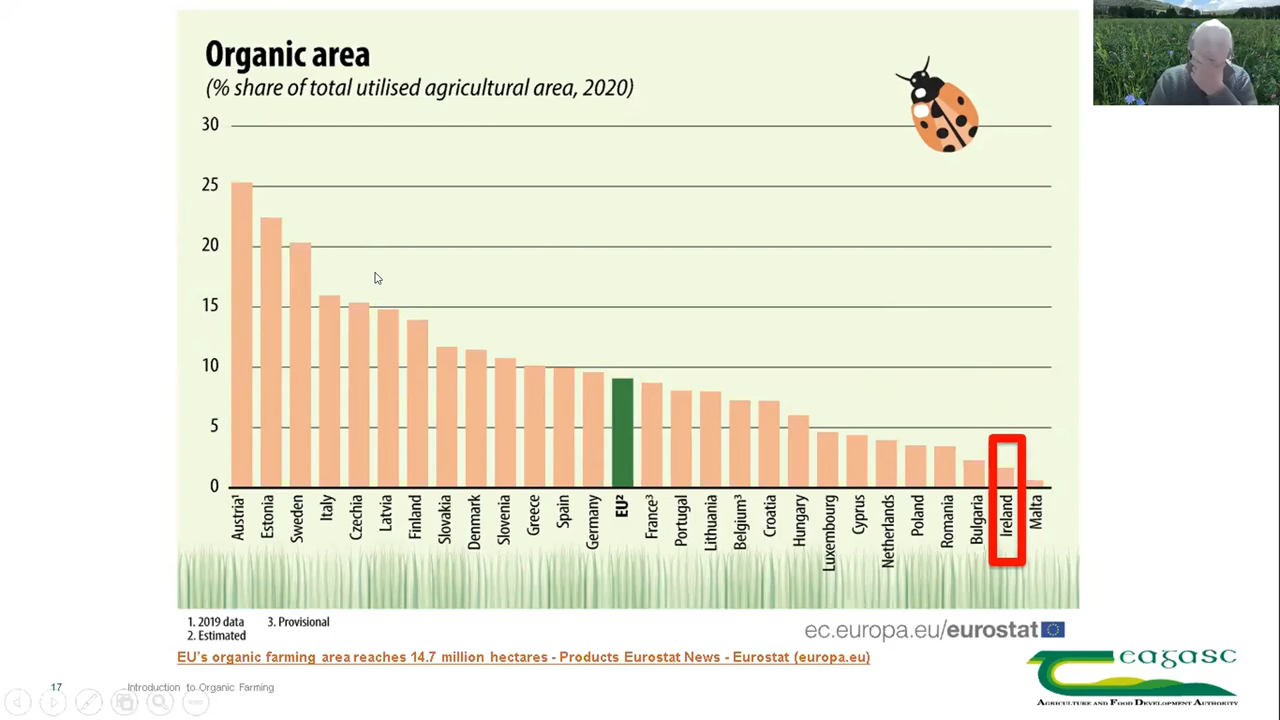 Organic area
(% share of total utilised agricultural area, 2020)
30
25
20
15
10
5
0
Austria¹
Estonia
Sweden
Italy
Czechia
Latvia
Finland
Slovakia
Denmark
Slovenia
Greece
Spain
Germany
EU²
France³
Portugal
Lithuania
Belgium³
Croatia
Hungary
Luxembourg
Cyprus
Netherlands
Poland
Romania
Bulgaria
Ireland
Malta
1. 2019 data 3. Provisional
2. Estimated
ec.europa.eu/eurostat
EU's organic farming area reaches 14.7 million hectares - Products Eurostat News - Eurostat (europa.eu)
teagasc
AGRICULTURE AND FOOD DEVELOPMENT AUTHORITY
17 Introduction to Organic Farming